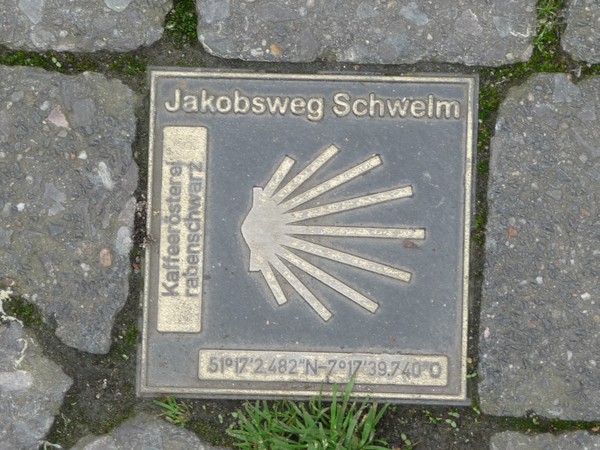 Jakobsweg Schwelm
Kaffeerösterei
rabenschwarz
51°17'2,482"N-7°17'39,740"O